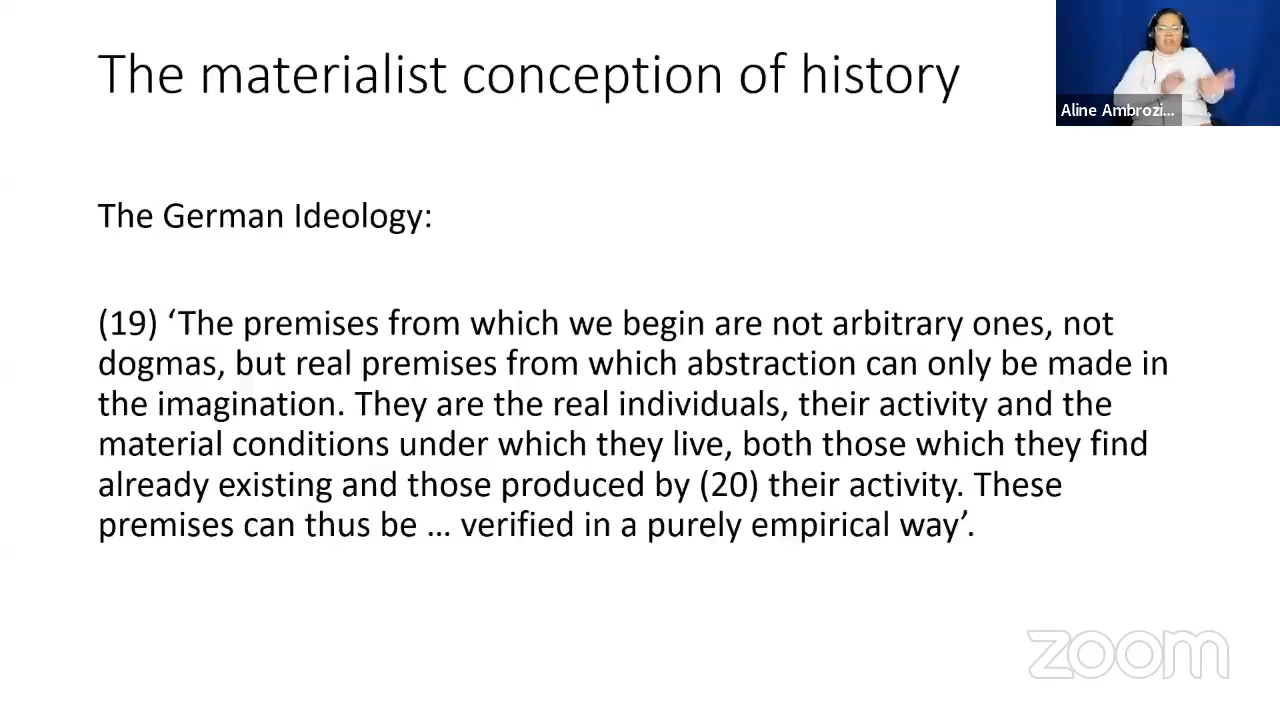 The materialist conception of history
Aline Ambrozi...
The German Ideology:
(19) ‘The premises from which we begin are not arbitrary ones, not
dogmas, but real premises from which abstraction can only be made in
the imagination. They are the real individuals, their activity and the
material conditions under which they live, both those which they find
already existing and those produced by (20) their activity. These
premises can thus be … verified in a purely empirical way’.
zoom